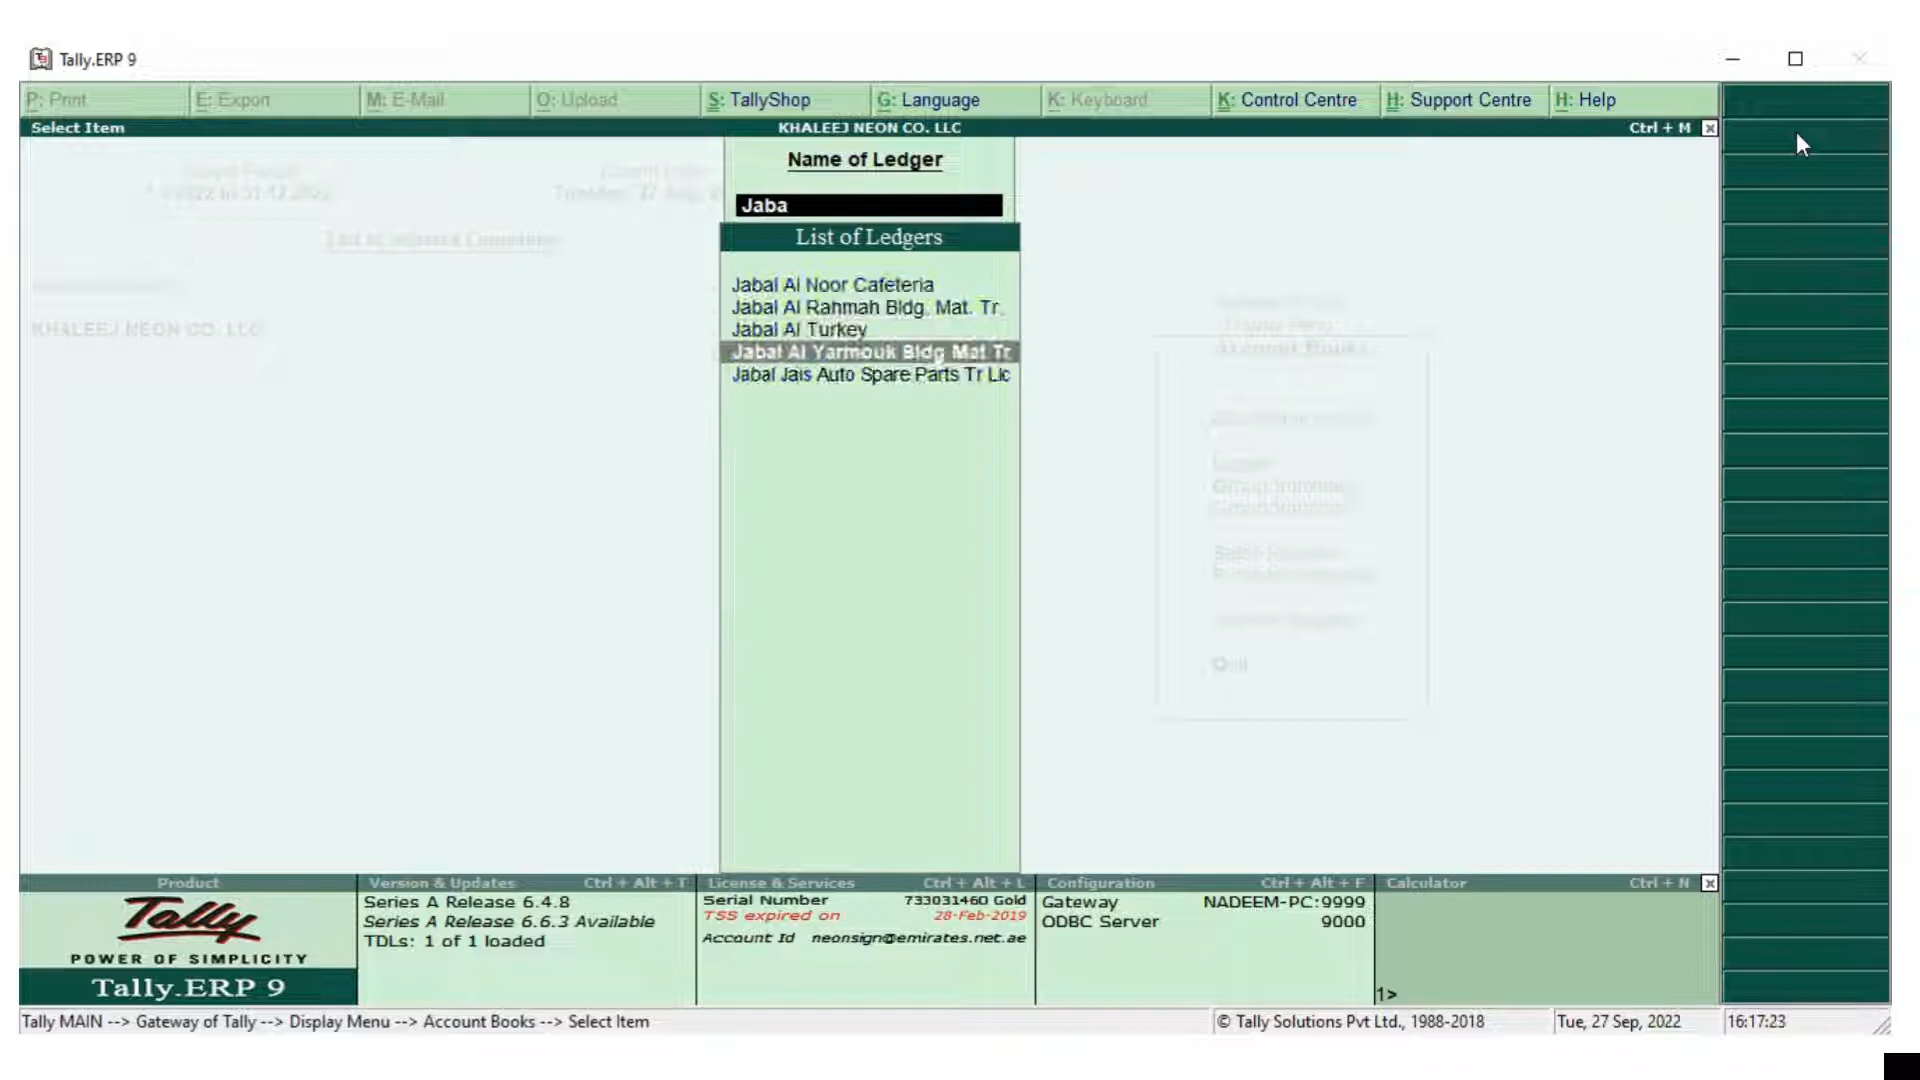 Tally.ERP 9
P: Print E: Export M: E-Mail O: Upload S: TallyShop G: Language K: Keyboard K: Control Centre H: Support Centre H: Help
Select Item KHALEEJ NEON CO. LLC Ctrl + M
Name of Ledger
Jaba
List of Ledgers
Jabal Al Noor Cafeteria
Jabal Al Rahmah Bldg. Mat. Tr.
Jabal Al Turkey
Jabal Al Yarmouk Bldg Mat Tr
Jabal Jais Auto Spare Parts Tr Llc
KHALEEJ NEON CO. LLC
Quit
Product
Tally
POWER OF SIMPLICITY
Tally.ERP 9
Version & Updates Ctrl + Alt + T
Series A Release 6.4.8
Series A Release 6.6.3 Available
TDLs: 1 of 1 loaded
License & Services Ctrl + Alt + L
Serial Number 733031460 Gold
TSS expired on 28-Feb-2019
Account Id neonsign@emirates.net.ae
Configuration Ctrl + Alt + F
Gateway NADEEM-PC:9999
ODBC Server 9000
Calculator Ctrl + N
1>
Tally MAIN --> Gateway of Tally --> Display Menu --> Account Books --> Select Item
© Tally Solutions Pvt Ltd., 1988-2018 Tue, 27 Sep, 2022 16:17:23